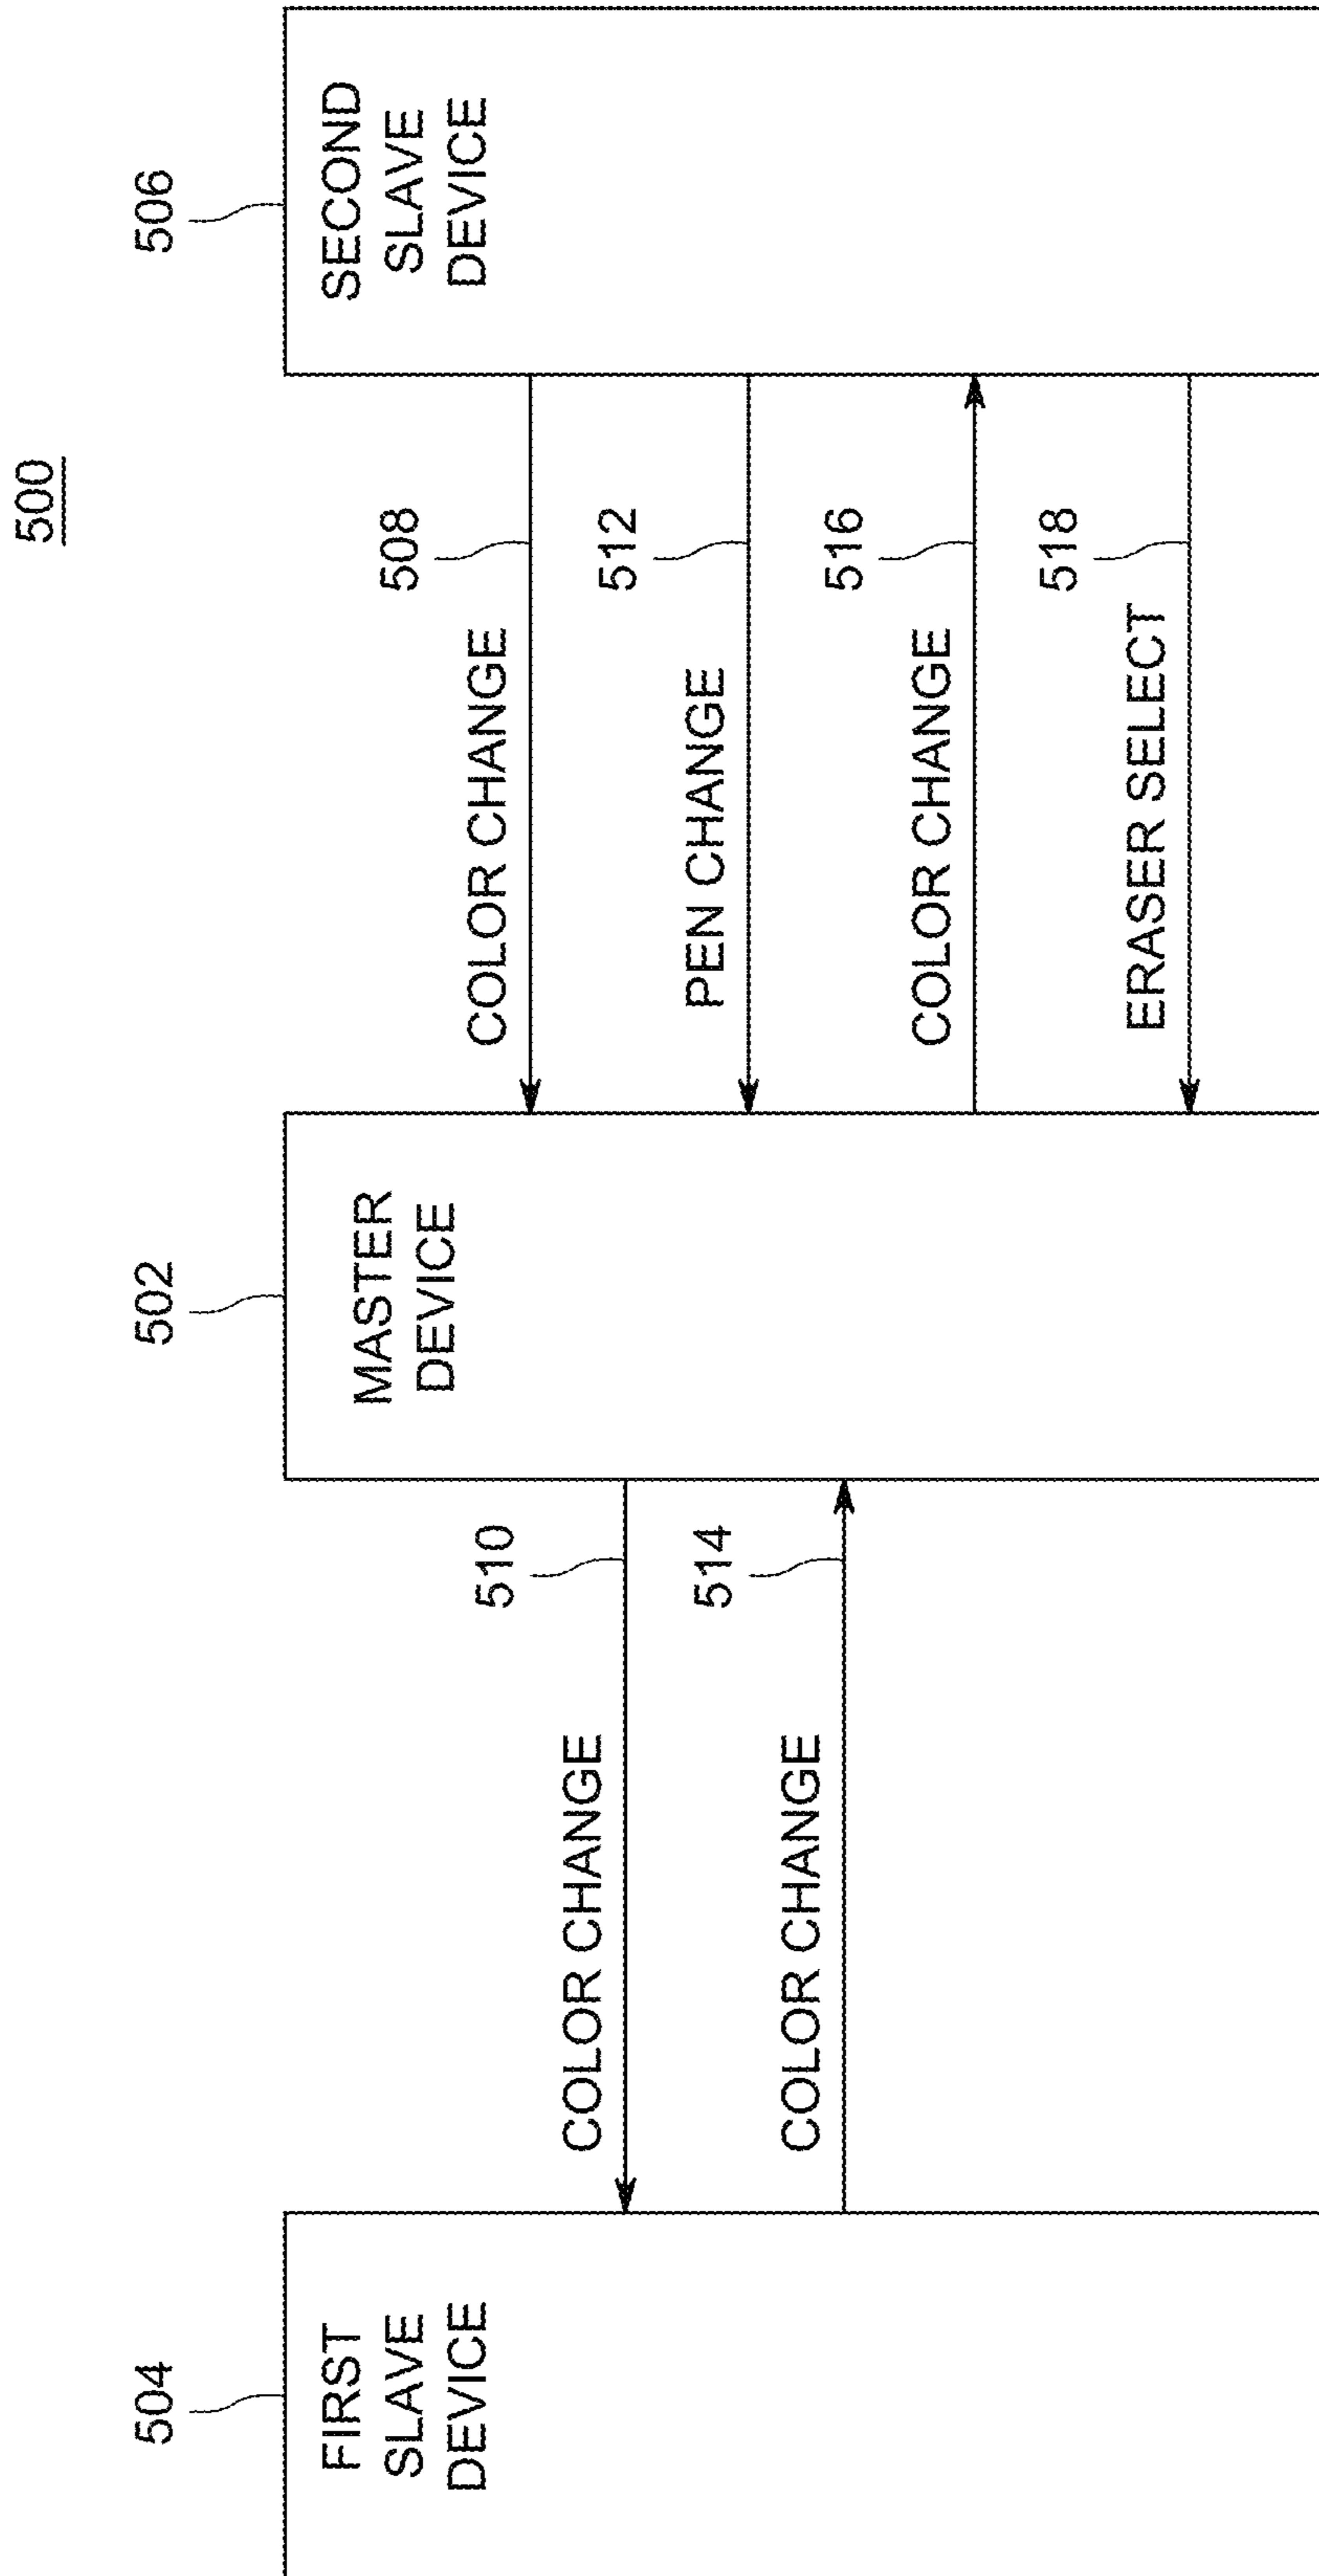 500
504
502
506
FIRST
SLAVE
DEVICE
MASTER
DEVICE
SECOND
SLAVE
DEVICE
508
COLOR CHANGE
510
COLOR CHANGE
512
PEN CHANGE
514
COLOR CHANGE
516
COLOR CHANGE
518
ERASER SELECT